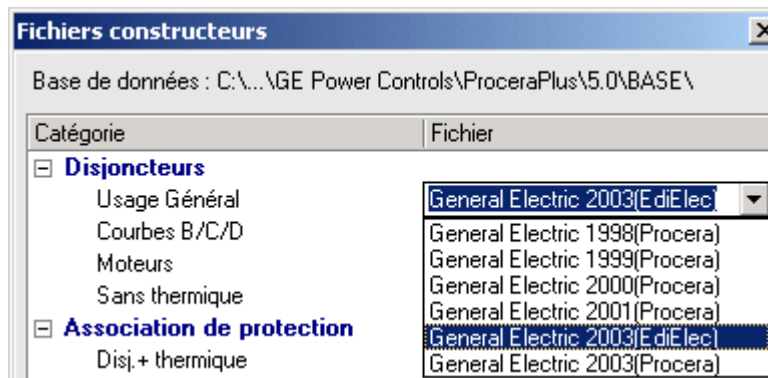 Fichiers constructeurs
Base de données : C:\...\GE Power Controls\ProceraPlus\5.0\BASE\
Catégorie Fichier
Disjoncteurs
Usage Général General Electric 2003(EdiElec)
Courbes B/C/D General Electric 1998(Procera)
Moteurs General Electric 1999(Procera)
General Electric 2000(Procera)
Sans thermique General Electric 2001(Procera)
Association de protection General Electric 2003(EdiElec)
Disj.+ thermique General Electric 2003(Procera)